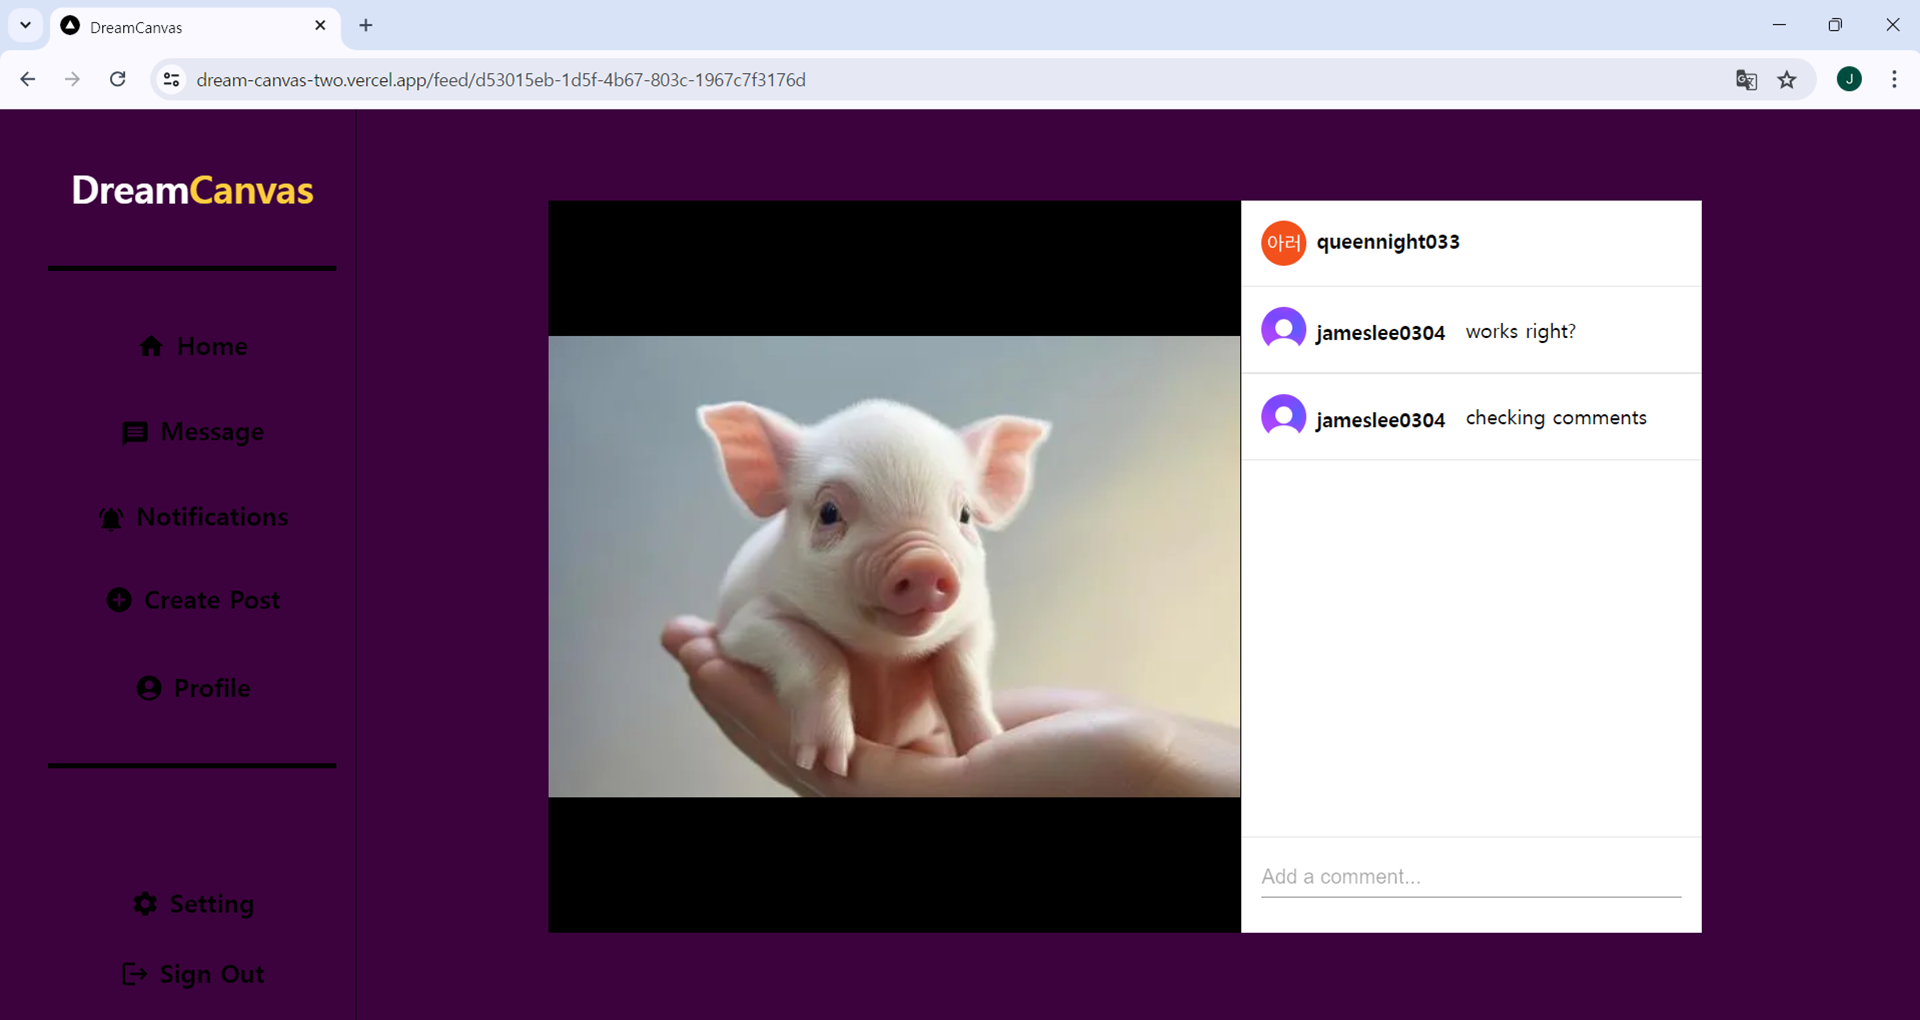 DreamCanvas
dream-canvas-two.vercel.app/feed/d53015eb-1d5f-4b67-803c-1967c7f3176d
J
DreamCanvas
Home
Message
Notifications
Create Post
Profile
Setting
Sign Out
아러 queennight033
jameslee0304 works right?
jameslee0304 checking comments
Add a comment...